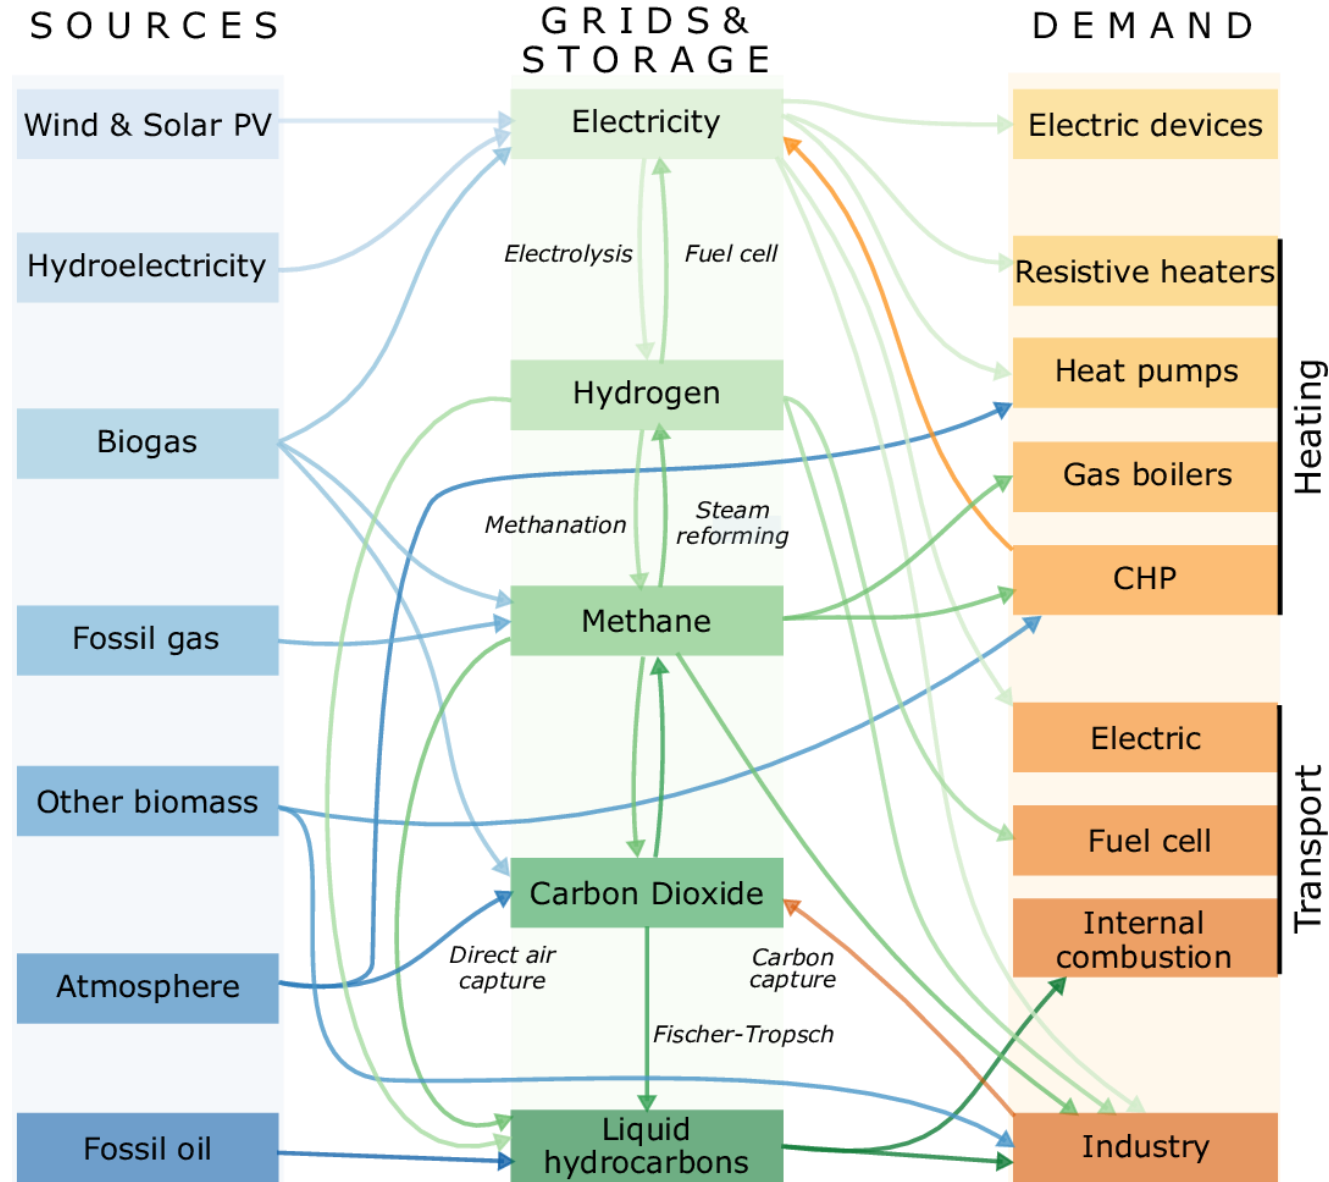 SOURCES
GRIDS &
STORAGE
DEMAND
Wind & Solar PV
Electricity
Electric devices
Electrolysis
Fuel cell
Hydroelectricity
Resistive heaters
Heat pumps
Hydrogen
Heating
Biogas
Gas boilers
Methanation
Steam
reforming
CHP
Fossil gas
Methane
Electric
Other biomass
Fuel cell
Transport
Carbon Dioxide
Internal
combustion
Atmosphere
Direct air
capture
Carbon
capture
Fischer-Tropsch
Fossil oil
Liquid
hydrocarbons
Industry